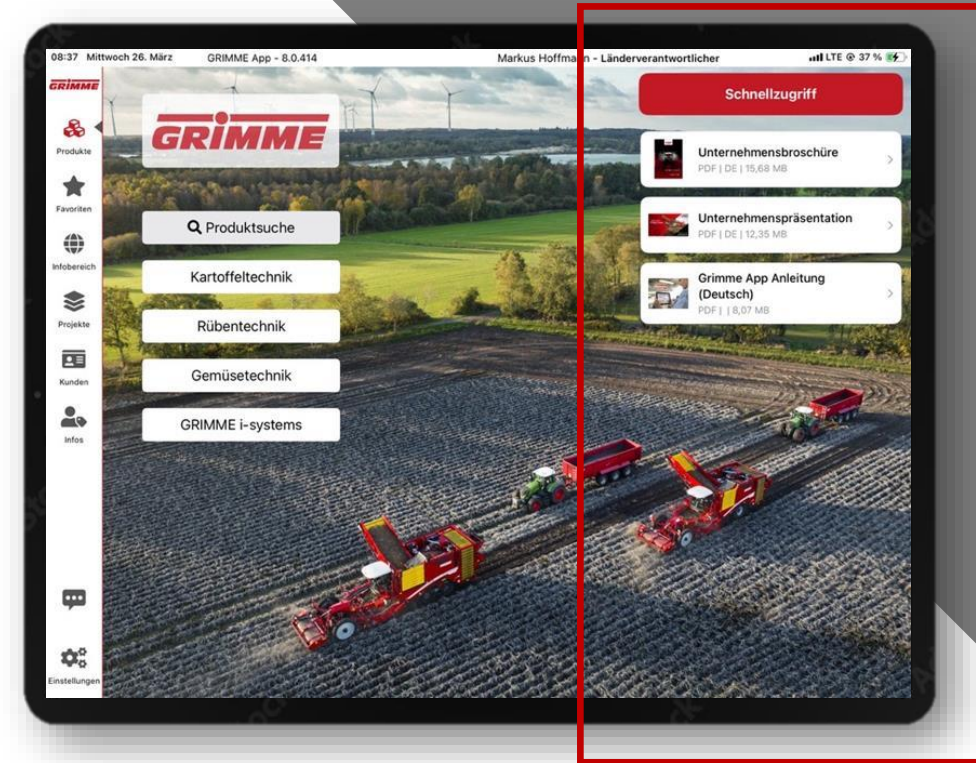 08:37 Mittwoch 26. März GRIMME App - 8.0.414 Markus Hoffmann - Länderverantwortlicher LTE 37 %
GRIMME
Produkte
Favoriten
Infobereich
Projekte
Kunden
Infos
Einstellungen
GRIMME
Produktsuche
Kartoffeltechnik
Rübentechnik
Gemüsetechnik
GRIMME i-systems
Schnellzugriff
Unternehmensbroschüre
PDF | DE | 15,68 MB
Unternehmenspräsentation
PDF | DE | 12,35 MB
Grimme App Anleitung
(Deutsch)
PDF | | 8,07 MB